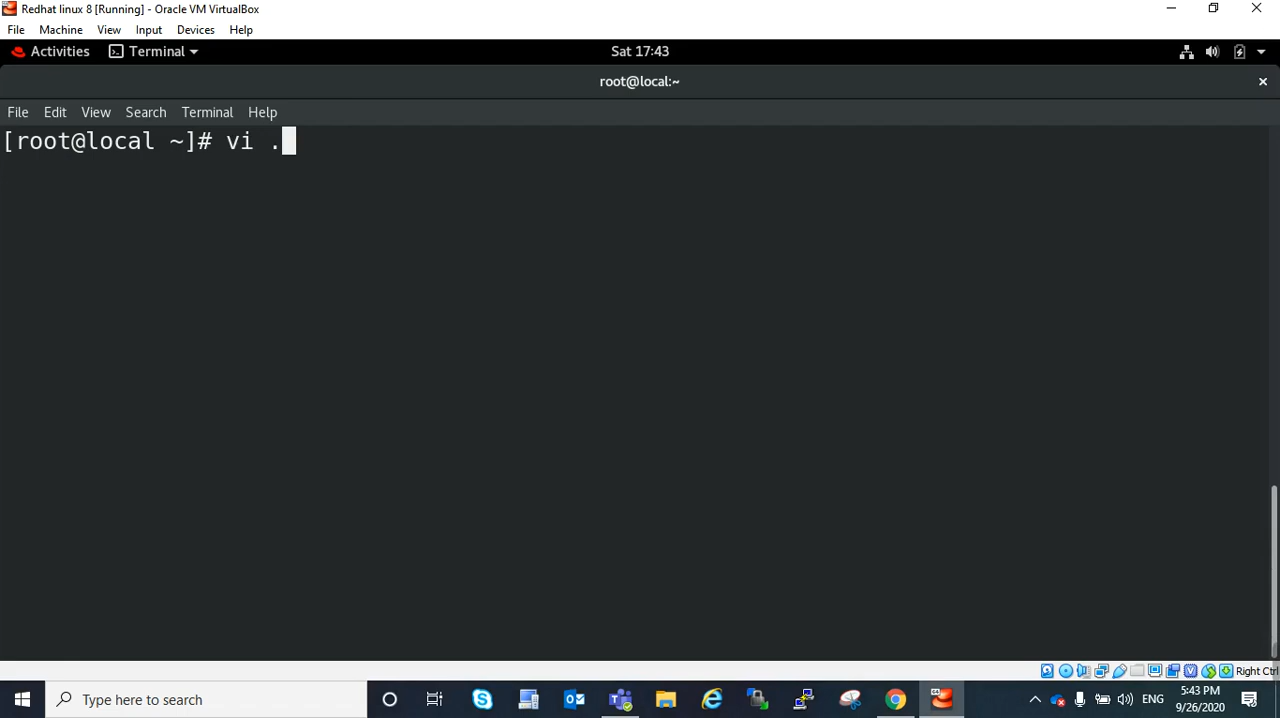 Redhat linux 8 [Running] - Oracle VM VirtualBox
File Machine View Input Devices Help
Activities Terminal Sat 17:43
root@local:~
File Edit View Search Terminal Help
[root@local ~]# vi .
Right Ctrl
Type here to search
ENG
5:43 PM
9/26/2020